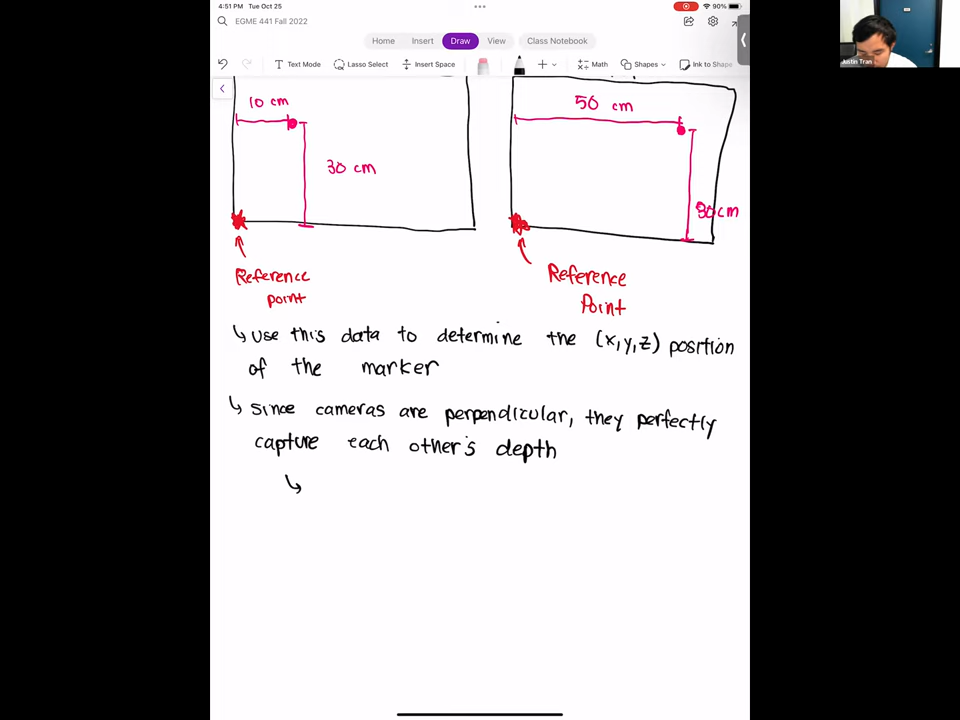 4:51 PM Tue Oct 25
90%
EGME 441 Fall 2022
Home Insert Draw View Class Notebook
Text Mode Lasso Select Insert Space Math Shapes Ink to Shape
Justin Tran
10 cm
50 cm
30 cm
30cm
Reference
point
Reference
Point
↳ use this data to determine the (x,y,z) position
of the marker
↳ Since cameras are perpendicular, they perfectly
capture each other's depth
↳